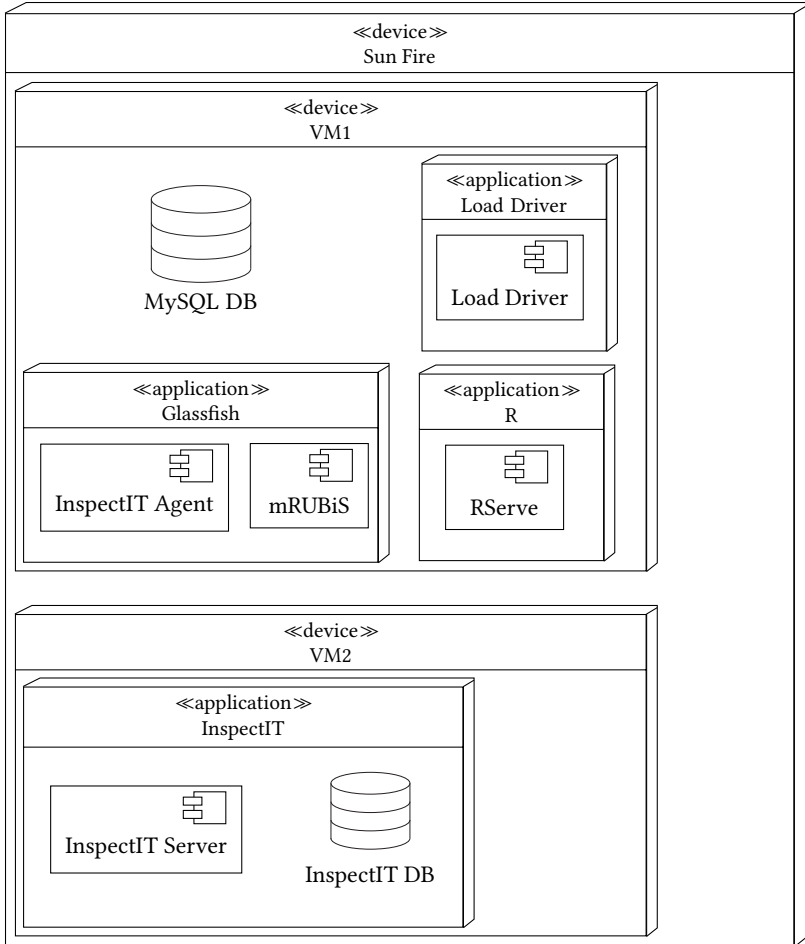 ≪device≫
Sun Fire
≪device≫
VM1
MySQL DB
≪application≫
Load Driver
Load Driver
≪application≫
Glassfish
InspectIT Agent
mRUBiS
≪application≫
R
RServe
≪device≫
VM2
≪application≫
InspectIT
InspectIT Server
InspectIT DB